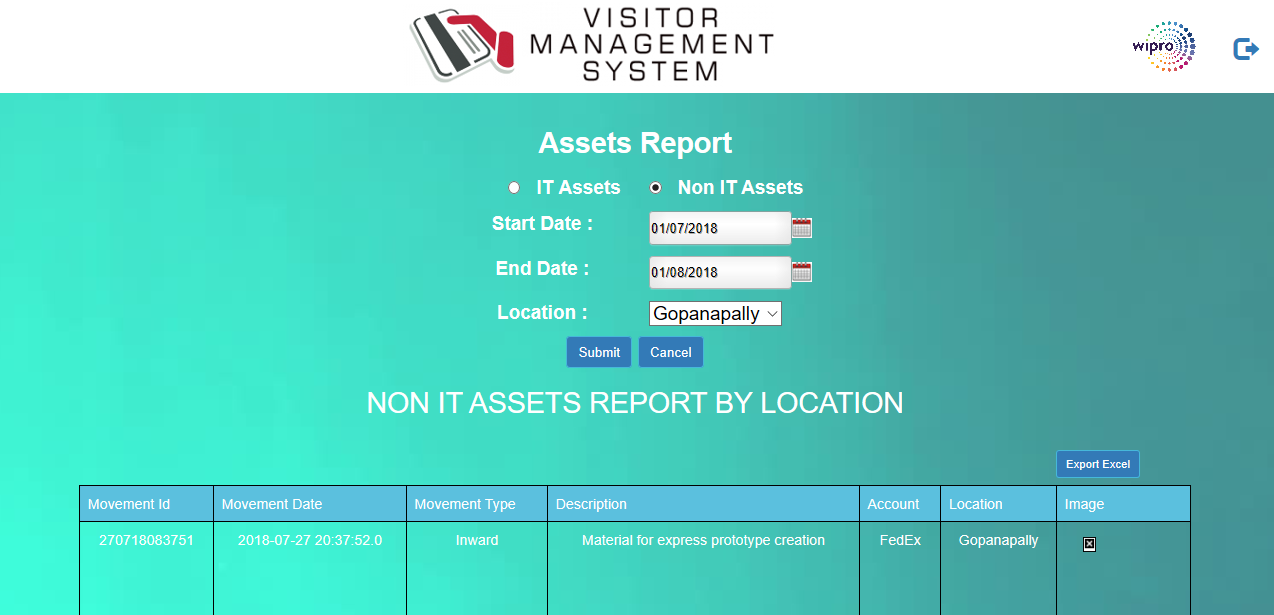 VISITOR
MANAGEMENT
SYSTEM
wipro
Assets Report
IT Assets Non IT Assets
Start Date : 01/07/2018
End Date : 01/08/2018
Location : Gopanapally
Submit Cancel
NON IT ASSETS REPORT BY LOCATION
Export Excel
Movement Id Movement Date Movement Type Description Account Location Image
270718083751 2018-07-27 20:37:52.0 Inward Material for express prototype creation FedEx Gopanapally